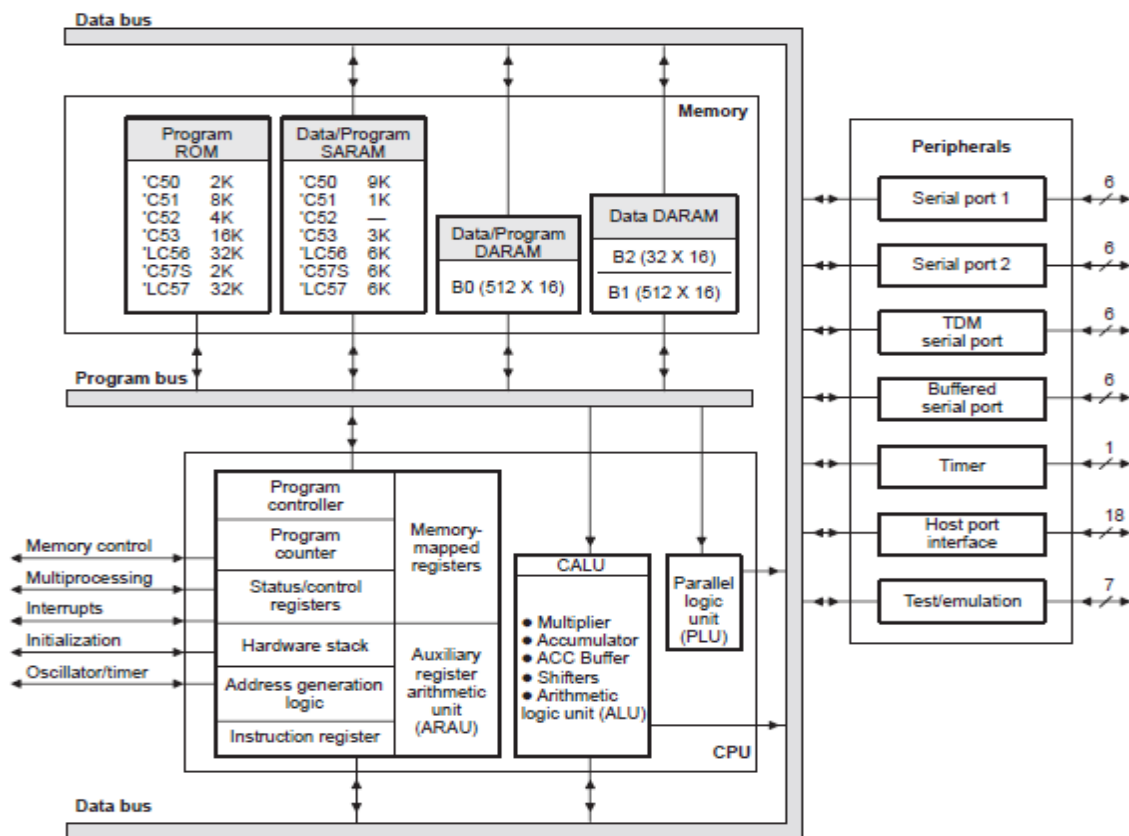 Data bus
Memory
Program
ROM
'C50 2K
'C51 8K
'C52 4K
'C53 16K
'LC56 32K
'C57S 2K
'LC57 32K
Data/Program
SARAM
'C50 9K
'C51 1K
'C52 —
'C53 3K
'LC56 6K
'C57S 6K
'LC57 6K
Data/Program
DARAM
B0 (512 X 16)
Data DARAM
B2 (32 X 16)
B1 (512 X 16)
Program bus
Memory control
Multiprocessing
Interrupts
Initialization
Oscillator/timer
Program
controller
Program
counter
Status/control
registers
Hardware stack
Address generation
logic
Instruction register
Memory-
mapped
registers
Auxiliary
register
arithmetic
unit
(ARAU)
CALU
● Multiplier
● Accumulator
● ACC Buffer
● Shifters
● Arithmetic
logic unit (ALU)
Parallel
logic
unit
(PLU)
CPU
Data bus
Peripherals
Serial port 1
6
Serial port 2
6
TDM
serial port
6
Buffered
serial port
6
Timer
1
Host port
interface
18
Test/emulation
7